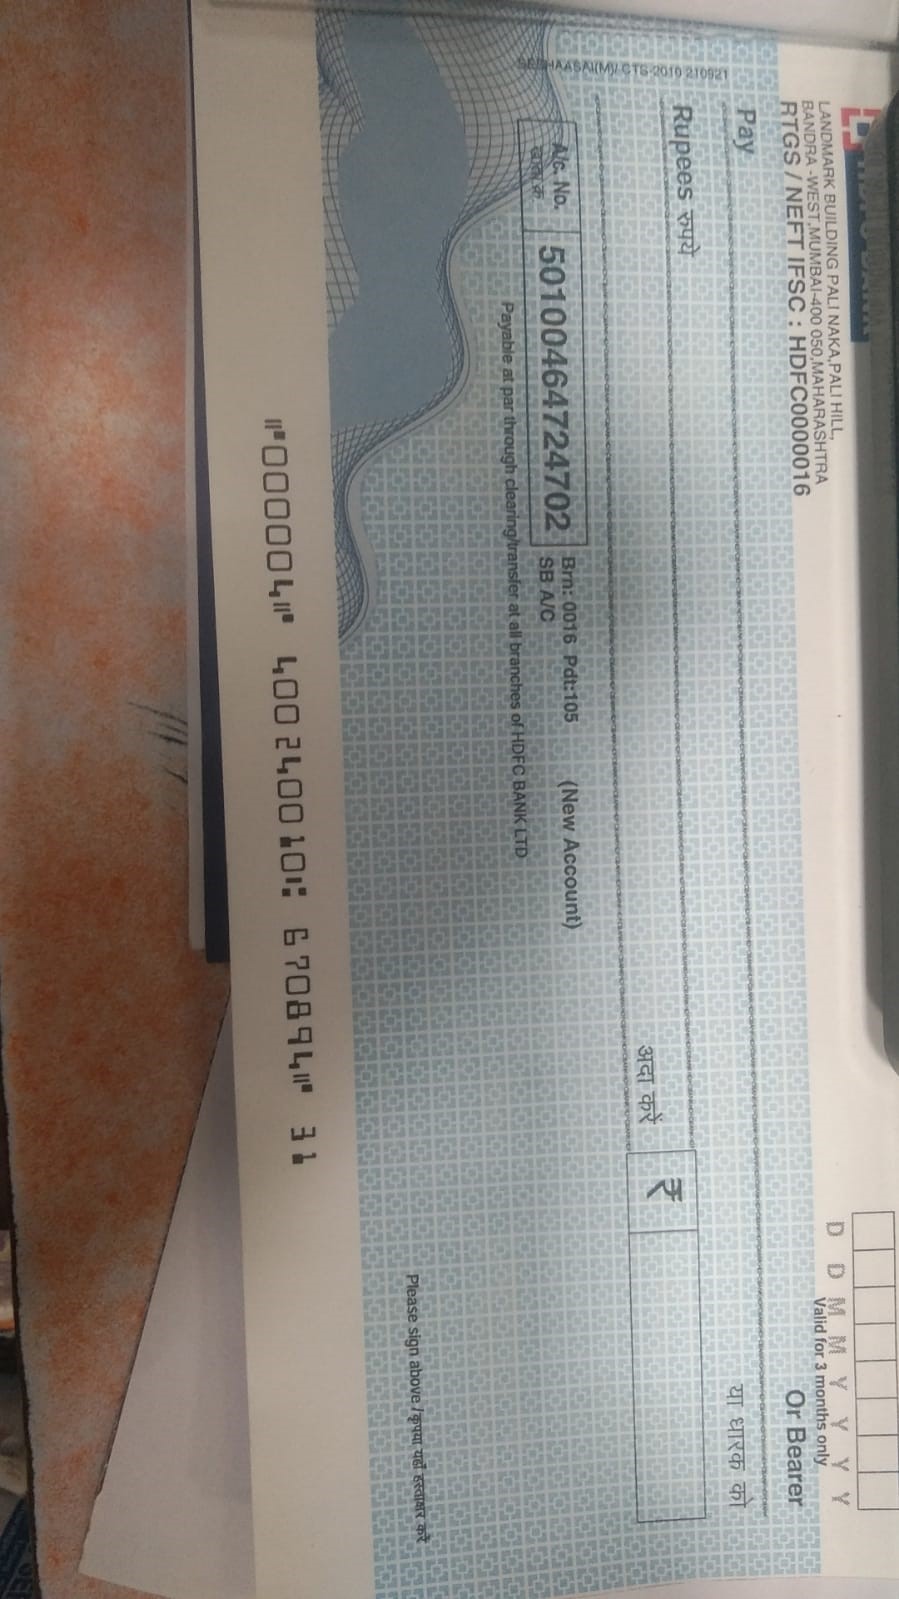 LANDMARK BUILDING PALI NAKA,PALI HILL,
BANDRA -WEST,MUMBAI-400 050,MAHARASHTRA
RTGS / NEFT IFSC : HDFC0000016
D D M M Y Y Y Y
Valid for 3 months only
Pay
Or Bearer
या धारक को
Rupees रुपये
अदा करें
₹
A/c. No.
50100464724702
Brn: 0016 Pdt:105
SB A/C
(New Account)
Payable at par through clearing/transfer at all branches of HDFC BANK LTD
CTS-2010 210921
Please sign above /कृपया यहाँ हस्ताक्षर करें
⑈000004⑈ 400240010⑆ 670894⑈ 31